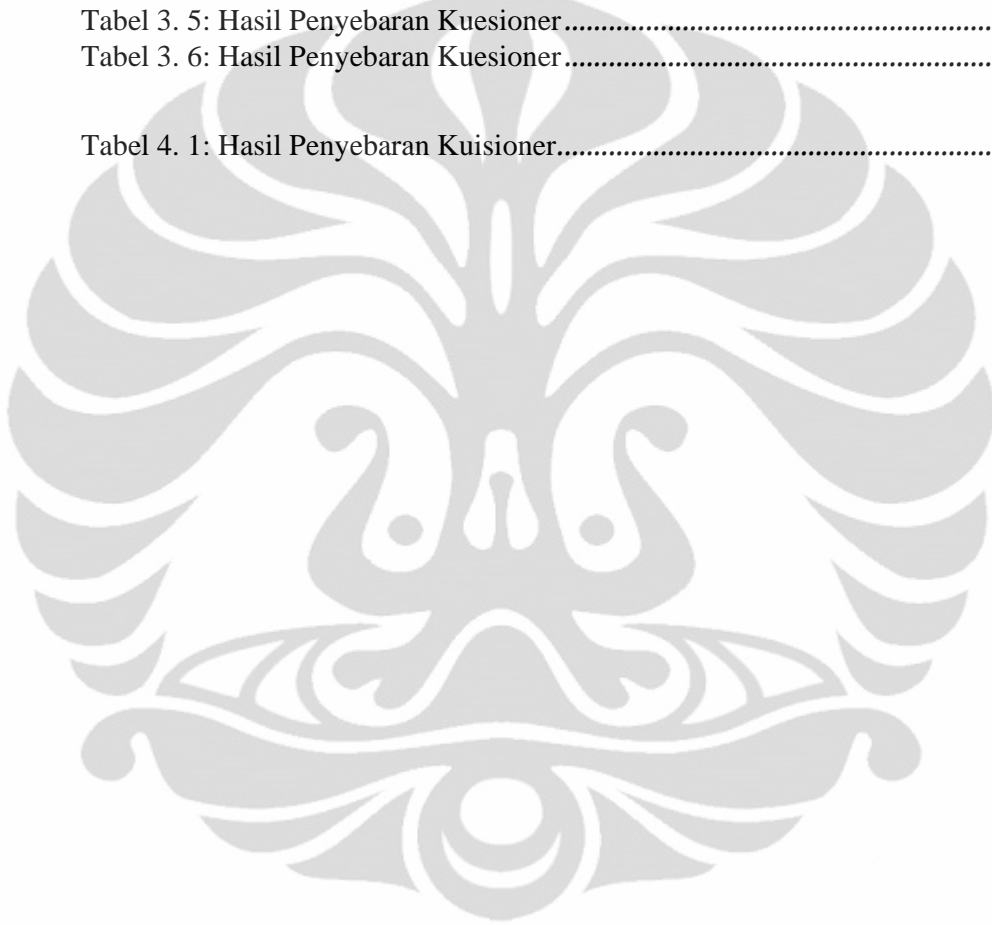 Tabel 3. 5: Hasil Penyebaran Kuesioner...........................................................
Tabel 3. 6: Hasil Penyebaran Kuesioner...........................................................
Tabel 4. 1: Hasil Penyebaran Kuisioner............................................................